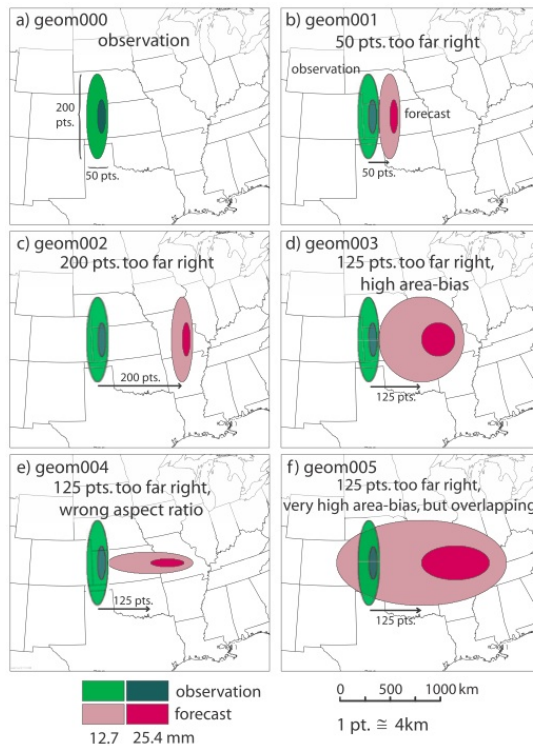 a) geom000
observation
200
pts.
50 pts.
b) geom001
50 pts. too far right
observation
forecast
50 pts.
c) geom002
200 pts. too far right
200 pts.
d) geom003
125 pts. too far right,
high area-bias
125 pts.
e) geom004
125 pts. too far right,
wrong aspect ratio
125 pts.
f) geom005
125 pts. too far right,
very high area-bias, but overlapping
125 pts.
observation
forecast
12.7 25.4 mm
0 500 1000 km
1 pt. ≅ 4km